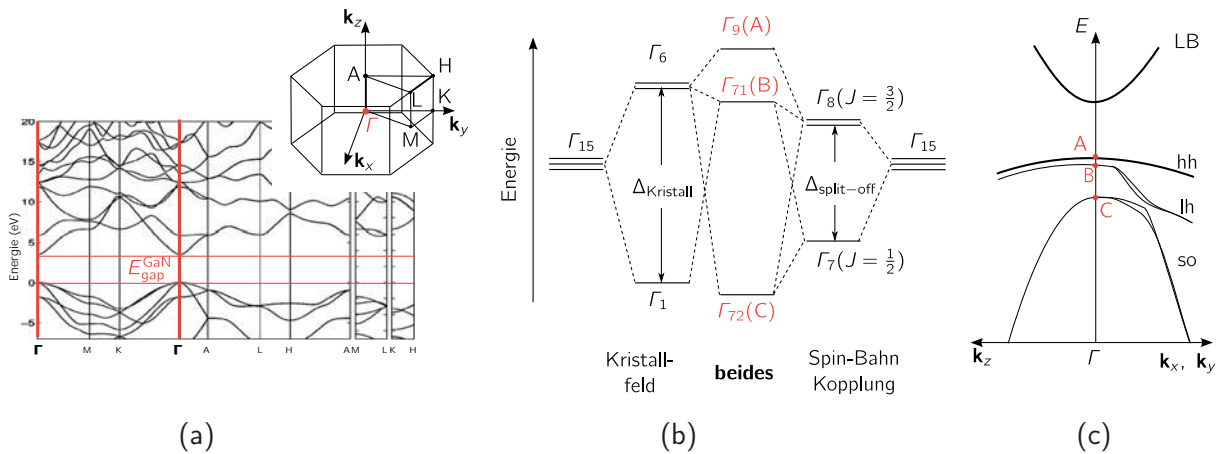 k_z
A
H
L
K
Γ
k_y
M
k_x
Energie (eV)
20
15
10
5
0
−5
E_gap^GaN
Γ M K Γ A L H A M L K H
(a)
Energie
Γ_9(A)
Γ_6
Γ_71(B)
Γ_8(J = 3/2)
Γ_15
Γ_15
Δ_Kristall
Δ_split−off
Γ_7(J = 1/2)
Γ_1
Γ_72(C)
Kristall-
feld
beides
Spin-Bahn
Kopplung
(b)
E
LB
A
hh
B
lh
C
so
k_z
Γ
k_x, k_y
(c)